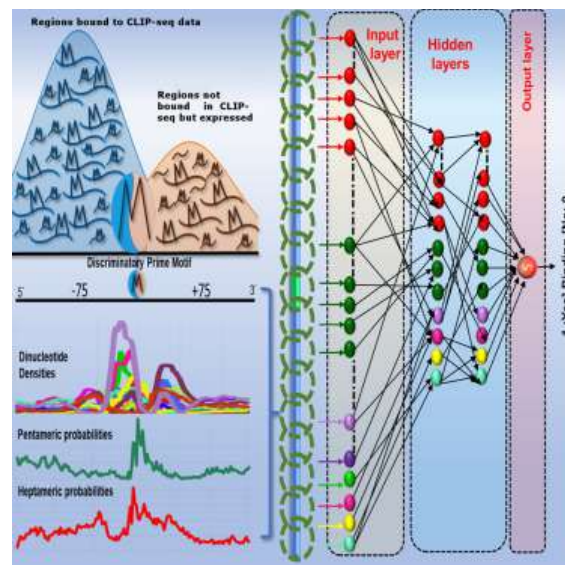 Regions bound to CLIP-seq data
Regions not
bound in CLIP-
seq but expressed
Discriminatory Prime Motif
5' -75 +75 3'
Dinucleotide
Densities
Pentameric probabilities
Heptameric probabilities
Input
layer
Hidden
layers
Output layer